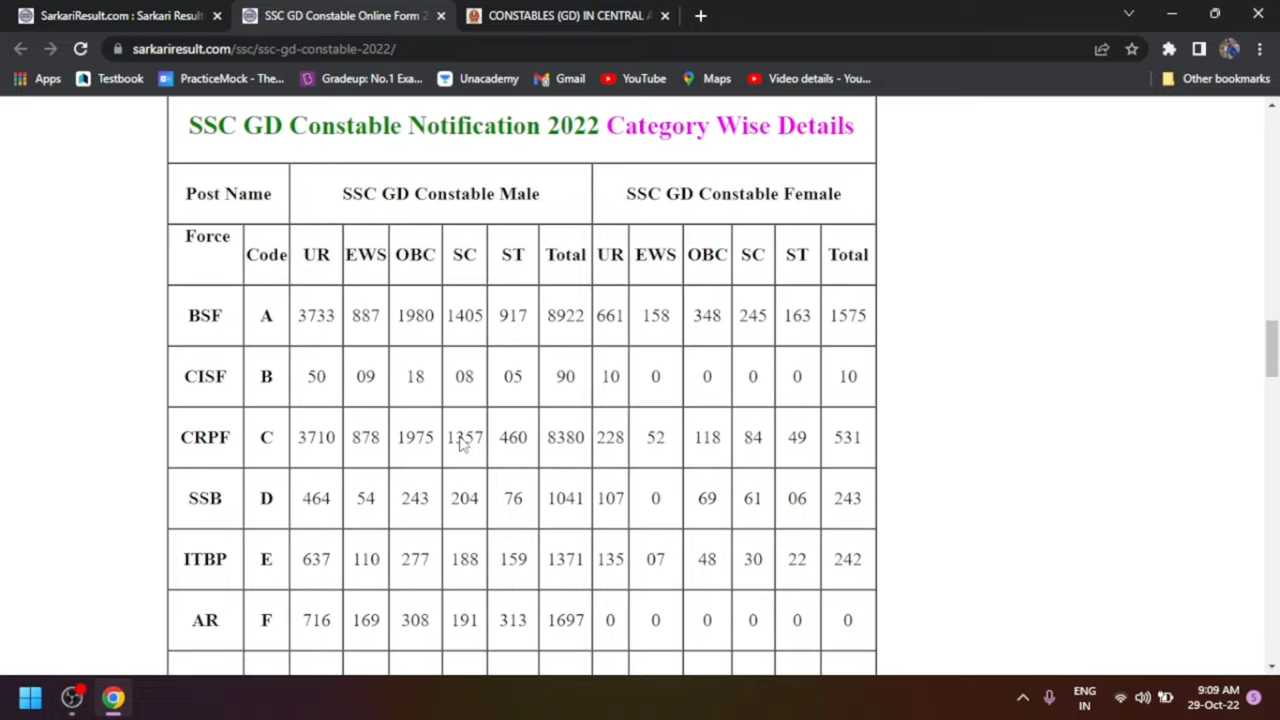 SarkariResult.com : Sarkari Resul
SSC GD Constable Online Form 2
CONSTABLES (GD) IN CENTRAL A
sarkariresult.com/ssc/ssc-gd-constable-2022/
Apps Testbook PracticeMock - The... Gradeup: No.1 Exa... Unacademy Gmail YouTube Maps Video details - You... Other bookmarks
SSC GD Constable Notification 2022 Category Wise Details
Post Name SSC GD Constable Male SSC GD Constable Female
Force Code UR EWS OBC SC ST Total UR EWS OBC SC ST Total
BSF A 3733 887 1980 1405 917 8922 661 158 348 245 163 1575
CISF B 50 09 18 08 05 90 10 0 0 0 0 10
CRPF C 3710 878 1975 1357 460 8380 228 52 118 84 49 531
SSB D 464 54 243 204 76 1041 107 0 69 61 06 243
ITBP E 637 110 277 188 159 1371 135 07 48 30 22 242
AR F 716 169 308 191 313 1697 0 0 0 0 0 0
ENG
IN
9:09 AM
29-Oct-22
5